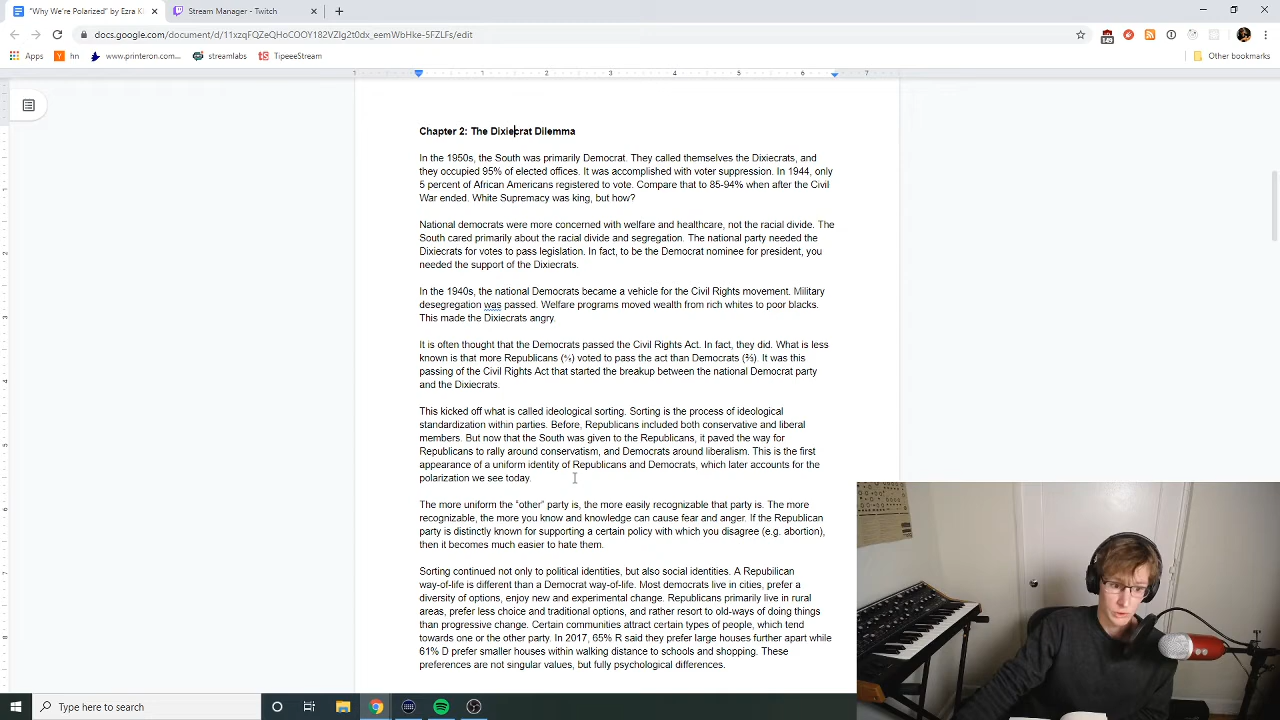 "Why We're Polarized" by Ezra Kl
Stream Manager - Twitch
docs.google.com/document/d/11xzqFQZeQHoCOOY182VZIg2t0dx_eemWbHke-5FZLFs/edit
149
Apps
hn
www.printeron.com...
streamlabs
TipeeeStream
Other bookmarks
1 1 2 3 4 5 6 7
Chapter 2: The Dixiecrat Dilemma
In the 1950s, the South was primarily Democrat. They called themselves the Dixiecrats, and
they occupied 95% of elected offices. It was accomplished with voter suppression. In 1944, only
5 percent of African Americans registered to vote. Compare that to 85-94% when after the Civil
War ended. White Supremacy was king, but how?
National democrats were more concerned with welfare and healthcare, not the racial divide. The
South cared primarily about the racial divide and segregation. The national party needed the
Dixiecrats for votes to pass legislation. In fact, to be the Democrat nominee for president, you
needed the support of the Dixiecrats.
In the 1940s, the national Democrats became a vehicle for the Civil Rights movement. Military
desegregation was passed. Welfare programs moved wealth from rich whites to poor blacks.
This made the Dixiecrats angry.
It is often thought that the Democrats passed the Civil Rights Act. In fact, they did. What is less
known is that more Republicans (⅘) voted to pass the act than Democrats (⅔). It was this
passing of the Civil Rights Act that started the breakup between the national Democrat party
and the Dixiecrats.
This kicked off what is called ideological sorting. Sorting is the process of ideological
standardization within parties. Before, Republicans included both conservative and liberal
members. But now that the South was given to the Republicans, it paved the way for
Republicans to rally around conservatism, and Democrats around liberalism. This is the first
appearance of a uniform identity of Republicans and Democrats, which later accounts for the
polarization we see today.
The more uniform the "other" party is, the more easily recognizable that party is. The more
recognizable, the more you know and knowledge can cause fear and anger. If the Republican
party is distinctly known for supporting a certain policy with which you disagree (e.g. abortion),
then it becomes much easier to hate them.
Sorting continued not only to political identities, but also social identities. A Republican
way-of-life is different than a Democrat way-of-life. Most democrats live in cities, prefer a
diversity of options, enjoy new and experimental change. Republicans primarily live in rural
areas, prefer less choice and traditional options, and rather resort to old-ways of doing things
than progressive change. Certain communities attract certain types of people, which tend
towards one or the other party. In 2017, 65% R said they prefer large houses further apart while
61% D prefer smaller houses within walking distance to schools and shopping. These
preferences are not singular values, but fully psychological differences.
Type here to search